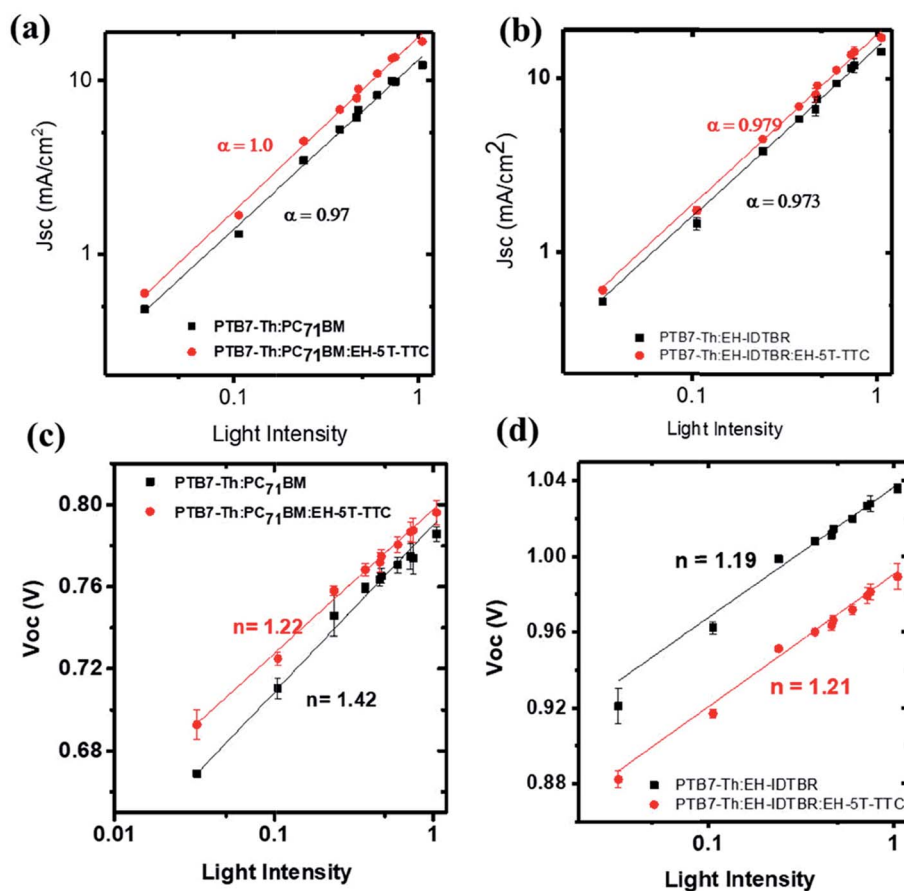 (a)
10
1
Jsc (mA/cm²)
α = 1.0
α = 0.97
PTB7-Th:PC71BM
PTB7-Th:PC71BM:EH-5T-TTC
0.1
1
Light Intensity
(b)
10
1
Jsc (mA/cm²)
α = 0.979
α = 0.973
PTB7-Th:EH-IDTBR
PTB7-Th:EH-IDTBR:EH-5T-TTC
0.1
1
Light Intensity
(c)
PTB7-Th:PC71BM
PTB7-Th:PC71BM:EH-5T-TTC
0.80
0.76
0.72
0.68
Voc (V)
n= 1.22
n= 1.42
0.01
0.1
1
Light Intensity
(d)
1.04
1.00
0.96
0.92
0.88
Voc (V)
n = 1.19
n = 1.21
PTB7-Th:EH-IDTBR
PTB7-Th:EH-IDTBR:EH-5T-TTC
0.1
1
Light Intensity